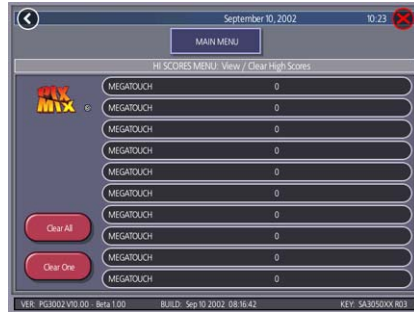 September 10, 2002 10:23
MAIN MENU
HI SCORES MENU: View / Clear High Scores
PIX
MIX
MEGATOUCH 0
MEGATOUCH 0
MEGATOUCH 0
MEGATOUCH 0
MEGATOUCH 0
MEGATOUCH 0
MEGATOUCH 0
MEGATOUCH 0
MEGATOUCH 0
MEGATOUCH 0
Clear All
Clear One
VER: PG3002 V10.00 - Beta 1.00 BUILD: Sep 10 2002 08:16:42 KEY: SA3050XX R03